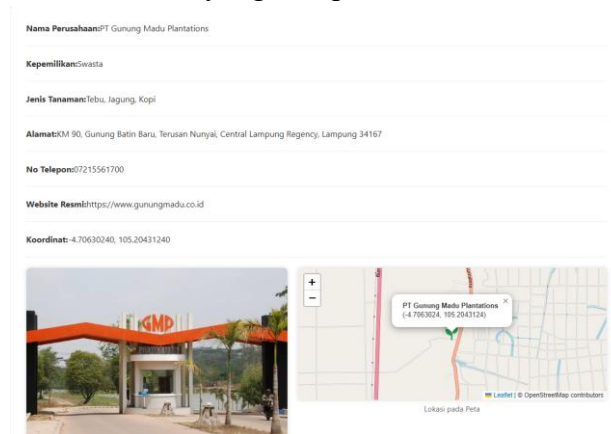 Nama Perusahaan:PT Gunung Madu Plantations
Kepemilikan:Swasta
Jenis Tanaman:Tebu, Jagung, Kopi
Alamat:KM 90, Gunung Batin Baru, Terusan Nunyai, Central Lampung Regency, Lampung 34167
No Telepon:07215561700
Website Resmi:https://www.gunungmadu.co.id
Koordinat:-4.70630240, 105.20431240
GMP
+
−
PT Gunung Madu Plantations
(-4.7063024, 105.2043124)
×
Leaflet | © OpenStreetMap contributors
Lokasi pada Peta